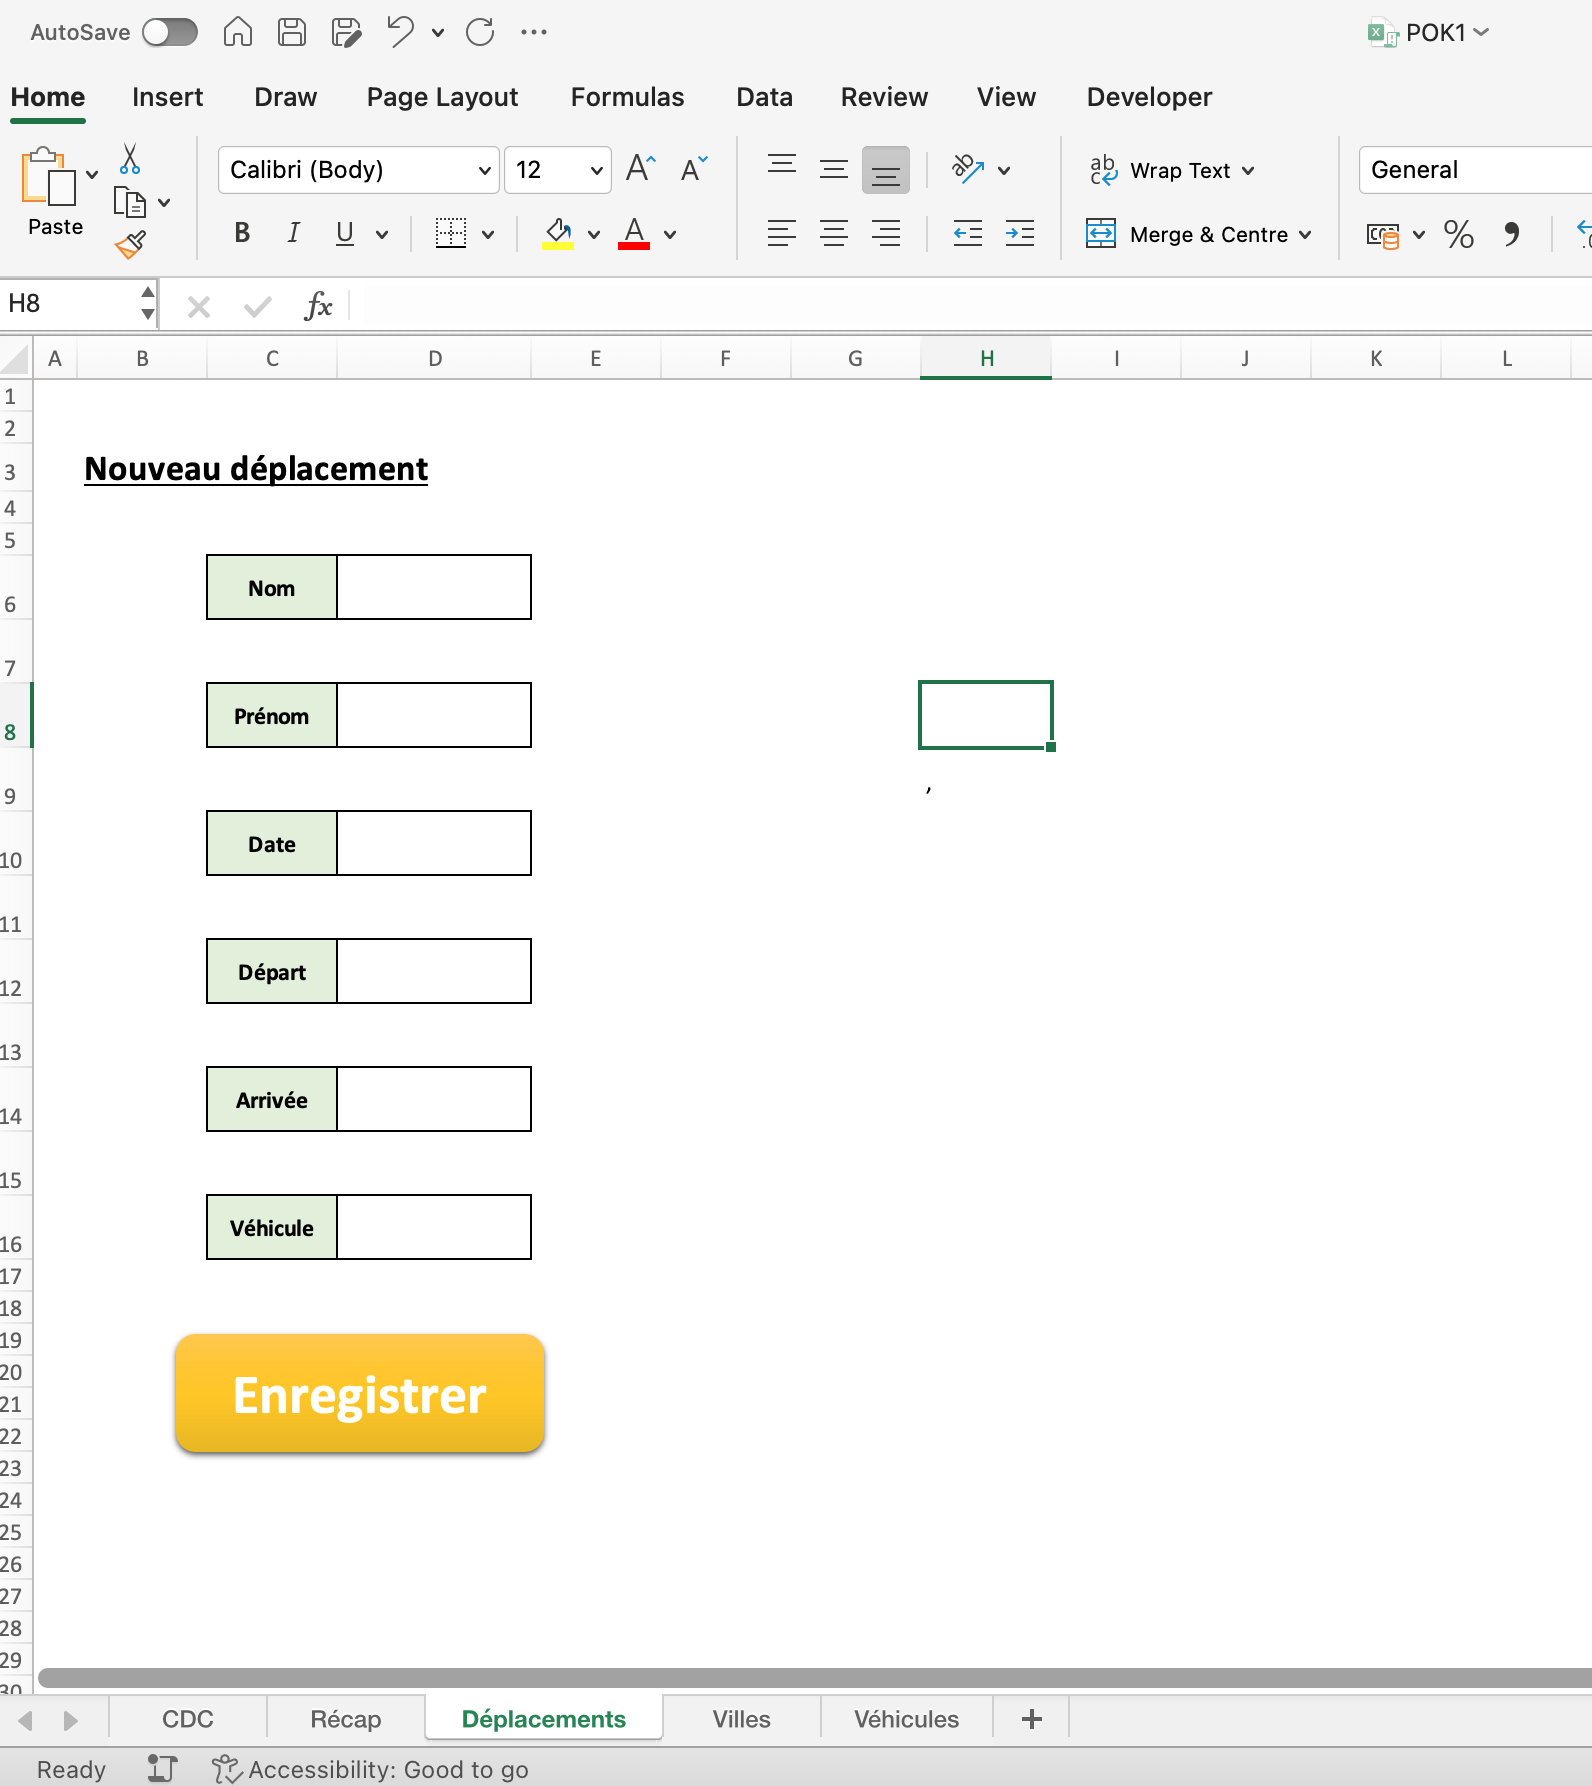 AutoSave POK1
Home Insert Draw Page Layout Formulas Data Review View Developer
Paste Calibri (Body) 12 A A ab Wrap Text General
B I U A Merge & Centre %
H8 fx
A B C D E F G H I J K L
1
2
3 Nouveau déplacement
4
5
6 Nom
7
8 Prénom
9 ,
10 Date
11
12 Départ
13
14 Arrivée
15
16 Véhicule
17
18
19
20
21 Enregistrer
22
23
24
25
26
27
28
29
30
CDC Récap Déplacements Villes Véhicules +
Ready Accessibility: Good to go